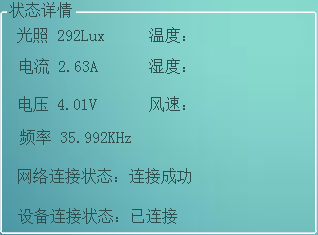 状态详情
光照 292Lux 温度：
电流 2.63A 湿度：
电压 4.01V 风速：
频率 35.992KHz
网络连接状态：连接成功
设备连接状态：已连接